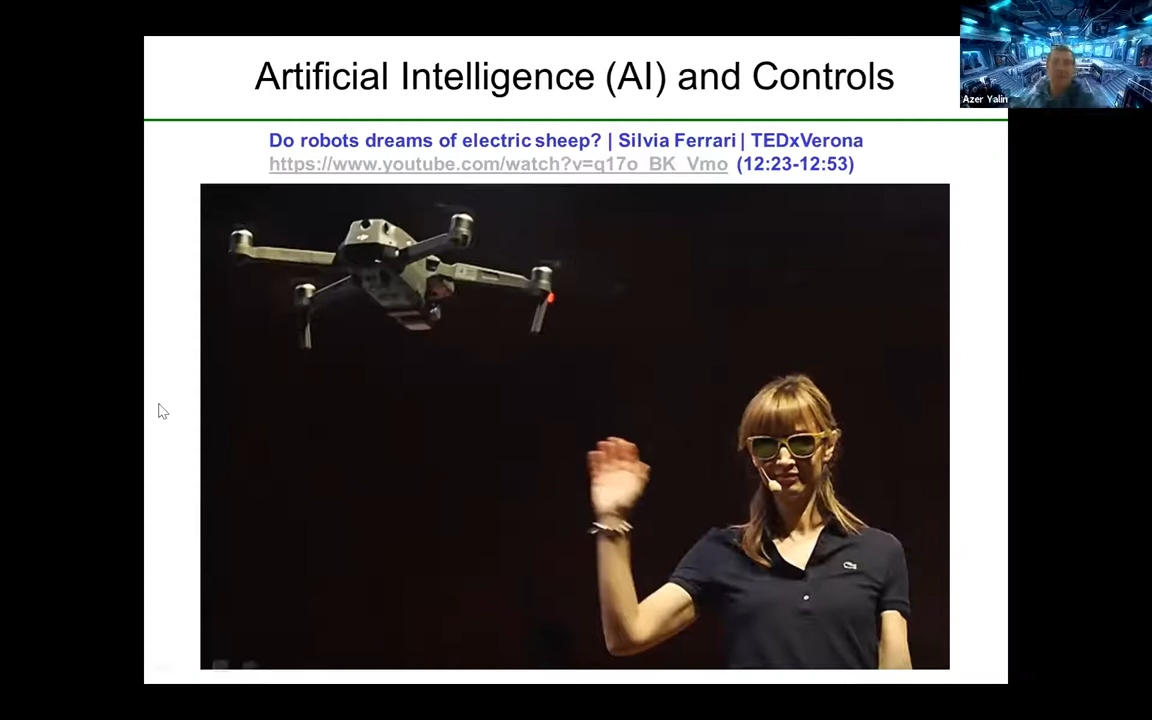 Artificial Intelligence (AI) and Controls
Azer Yalin
Do robots dreams of electric sheep? | Silvia Ferrari | TEDxVerona
https://www.youtube.com/watch?v=q17o_BK_Vmo (12:23-12:53)